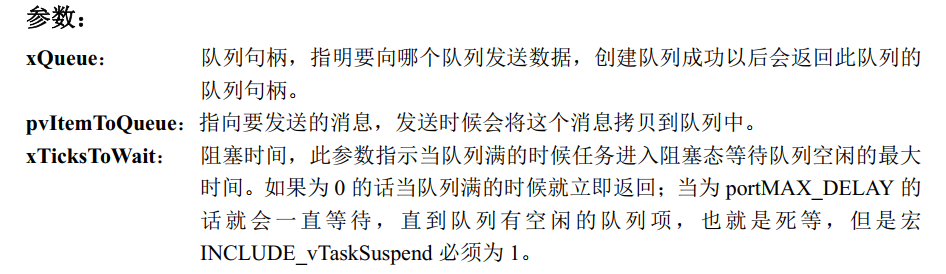 参数：
xQueue： 队列句柄，指明要向哪个队列发送数据，创建队列成功以后会返回此队列的
队列句柄。
pvItemToQueue：指向要发送的消息，发送时候会将这个消息拷贝到队列中。
xTicksToWait： 阻塞时间，此参数指示当队列满的时候任务进入阻塞态等待队列空闲的最大
时间。如果为 0 的话当队列满的时候就立即返回；当为 portMAX_DELAY 的
话就会一直等待，直到队列有空闲的队列项，也就是死等，但是宏
INCLUDE_vTaskSuspend 必须为 1。